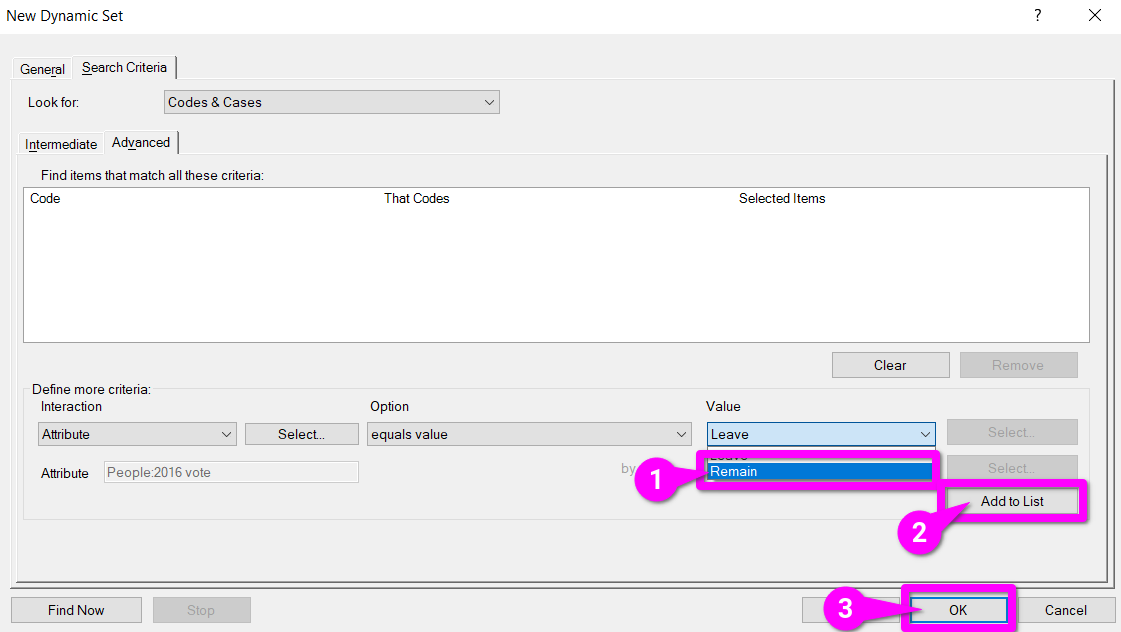 New Dynamic Set ?
General Search Criteria
Look for: Codes & Cases
Intermediate Advanced
Find items that match all these criteria:
Code That Codes Selected Items
Clear Remove
Define more criteria:
Interaction Option Value
Attribute Select... equals value Leave Select...
Leave
Attribute People:2016 vote by 1 Remain Select...
2 Add to List
Find Now Stop 3 OK Cancel